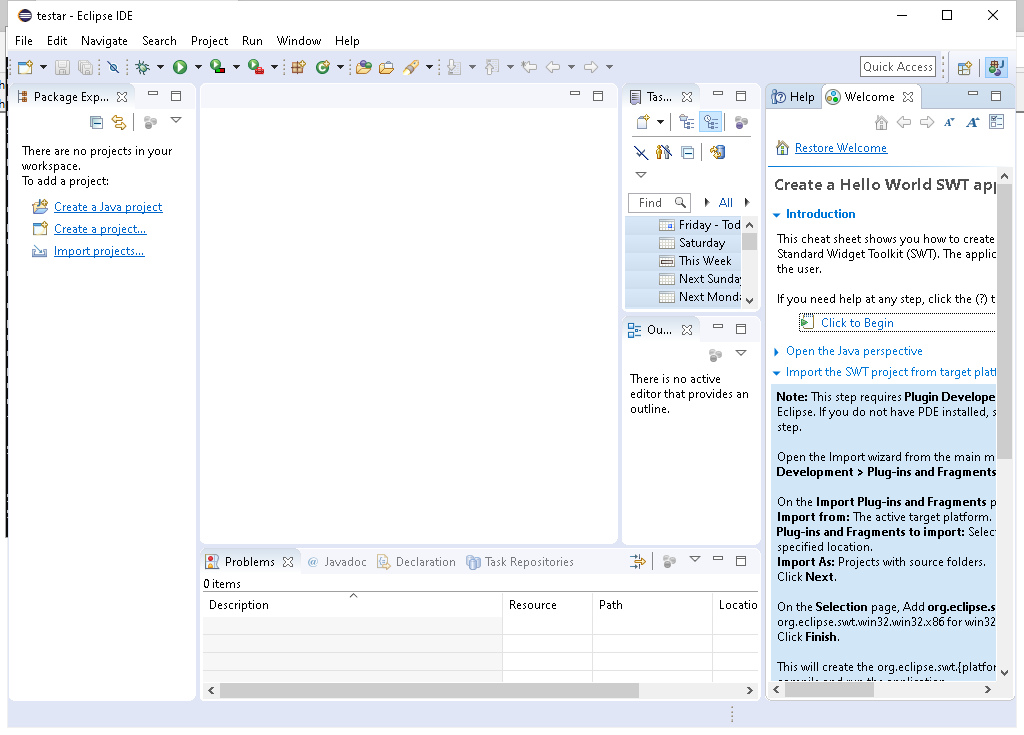 testar - Eclipse IDE
File Edit Navigate Search Project Run Window Help
Quick Access
Package Exp...
There are no projects in your
workspace.
To add a project:
Create a Java project
Create a project...
Import projects...
Tas...
Find
All
Friday - Tod
Saturday
This Week
Next Sunda
Next Monda
Ou...
There is no active
editor that provides an
outline.
Help
Welcome
Restore Welcome
Create a Hello World SWT app
Introduction
This cheat sheet shows you how to create
Standard Widget Toolkit (SWT). The applic
the user.
If you need help at any step, click the (?) t
Click to Begin
Open the Java perspective
Import the SWT project from target platf
Note: This step requires Plugin Develope
Eclipse. If you do not have PDE installed, s
step.
Open the Import wizard from the main m
Development > Plug-ins and Fragments
On the Import Plug-ins and Fragments p
Import from: The active target platform.
Plug-ins and Fragments to import: Selec
specified location.
Import As: Projects with source folders.
Click Next.
On the Selection page, Add org.eclipse.s
org.eclipse.swt.win32.win32.x86 for win32
Click Finish.
This will create the org.eclipse.swt.{platfor
compile and run the application.
Problems
@ Javadoc
Declaration
Task Repositories
0 items
Description Resource Path Locatio